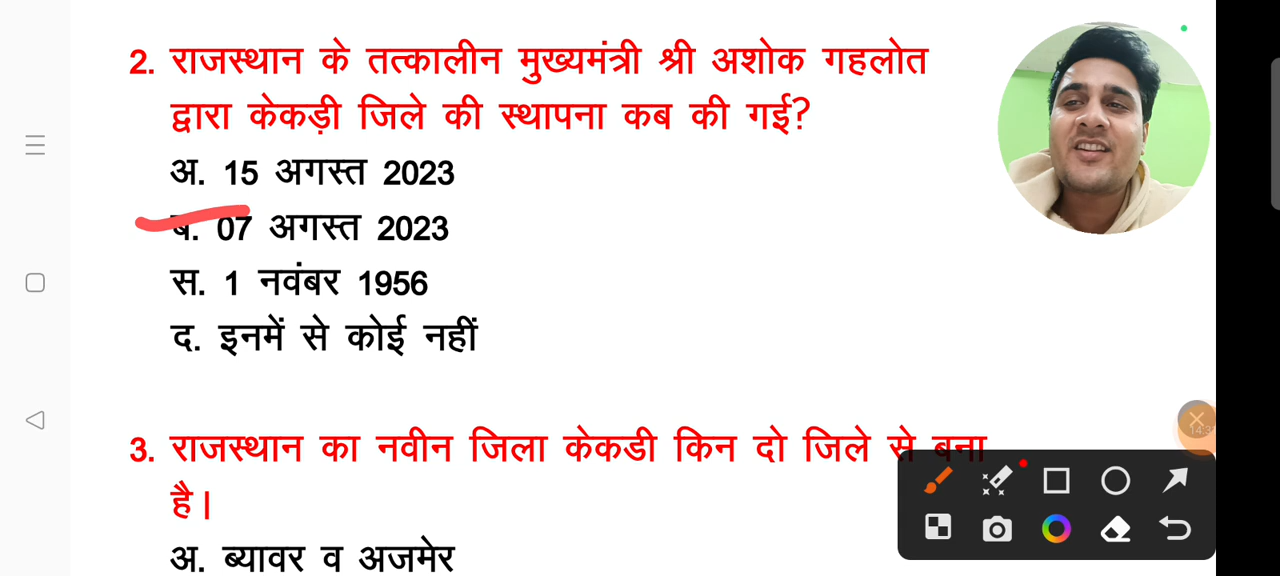 2. राजस्थान के तत्कालीन मुख्यमंत्री श्री अशोक गहलोत
द्वारा केकड़ी जिले की स्थापना कब की गई?
अ. 15 अगस्त 2023
ब. 07 अगस्त 2023
स. 1 नवंबर 1956
द. इनमें से कोई नहीं
3. राजस्थान का नवीन जिला केकडी किन दो जिले से बना
है।
अ. ब्यावर व अजमेर